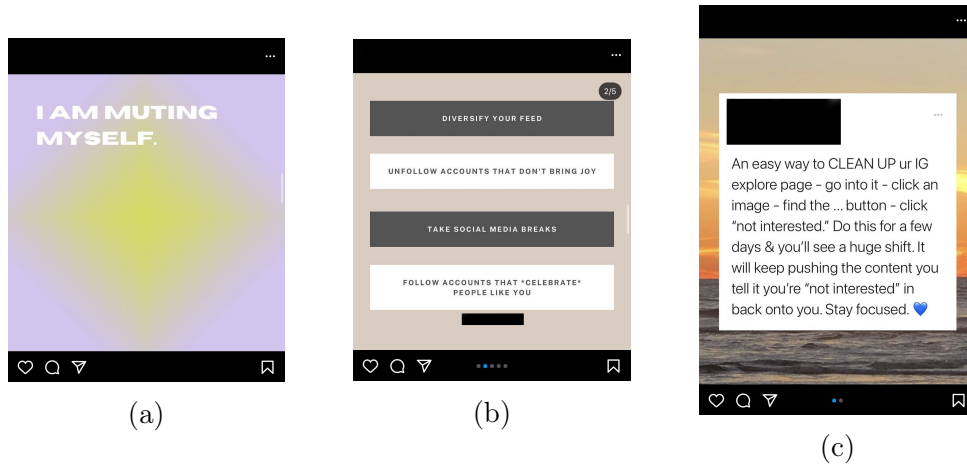 I AM MUTING
MYSELF.
(a)
2/5
DIVERSIFY YOUR FEED
UNFOLLOW ACCOUNTS THAT DON'T BRING JOY
TAKE SOCIAL MEDIA BREAKS
FOLLOW ACCOUNTS THAT *CELEBRATE*
PEOPLE LIKE YOU
(b)
An easy way to CLEAN UP ur IG
explore page - go into it - click an
image - find the ... button - click
“not interested.” Do this for a few
days & you’ll see a huge shift. It
will keep pushing the content you
tell it you’re “not interested” in
back onto you. Stay focused. 💙
(c)